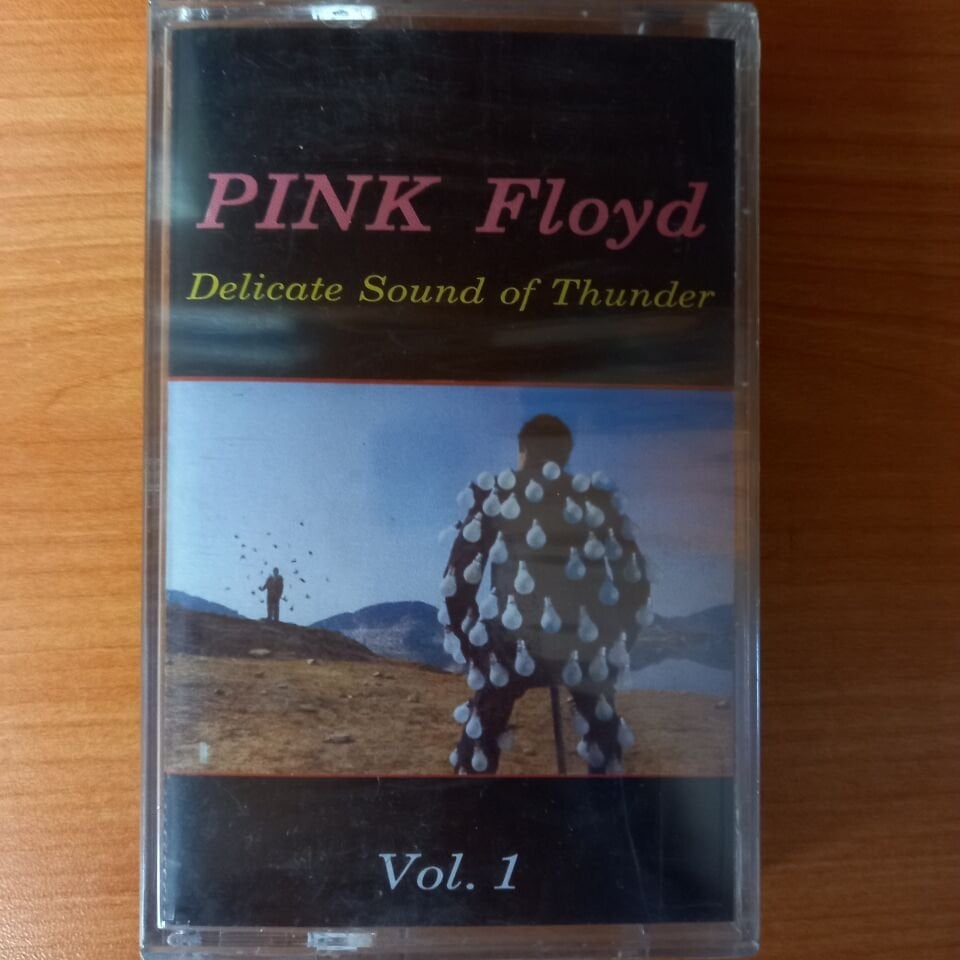 PINK Floyd
Delicate Sound of Thunder
Vol. 1